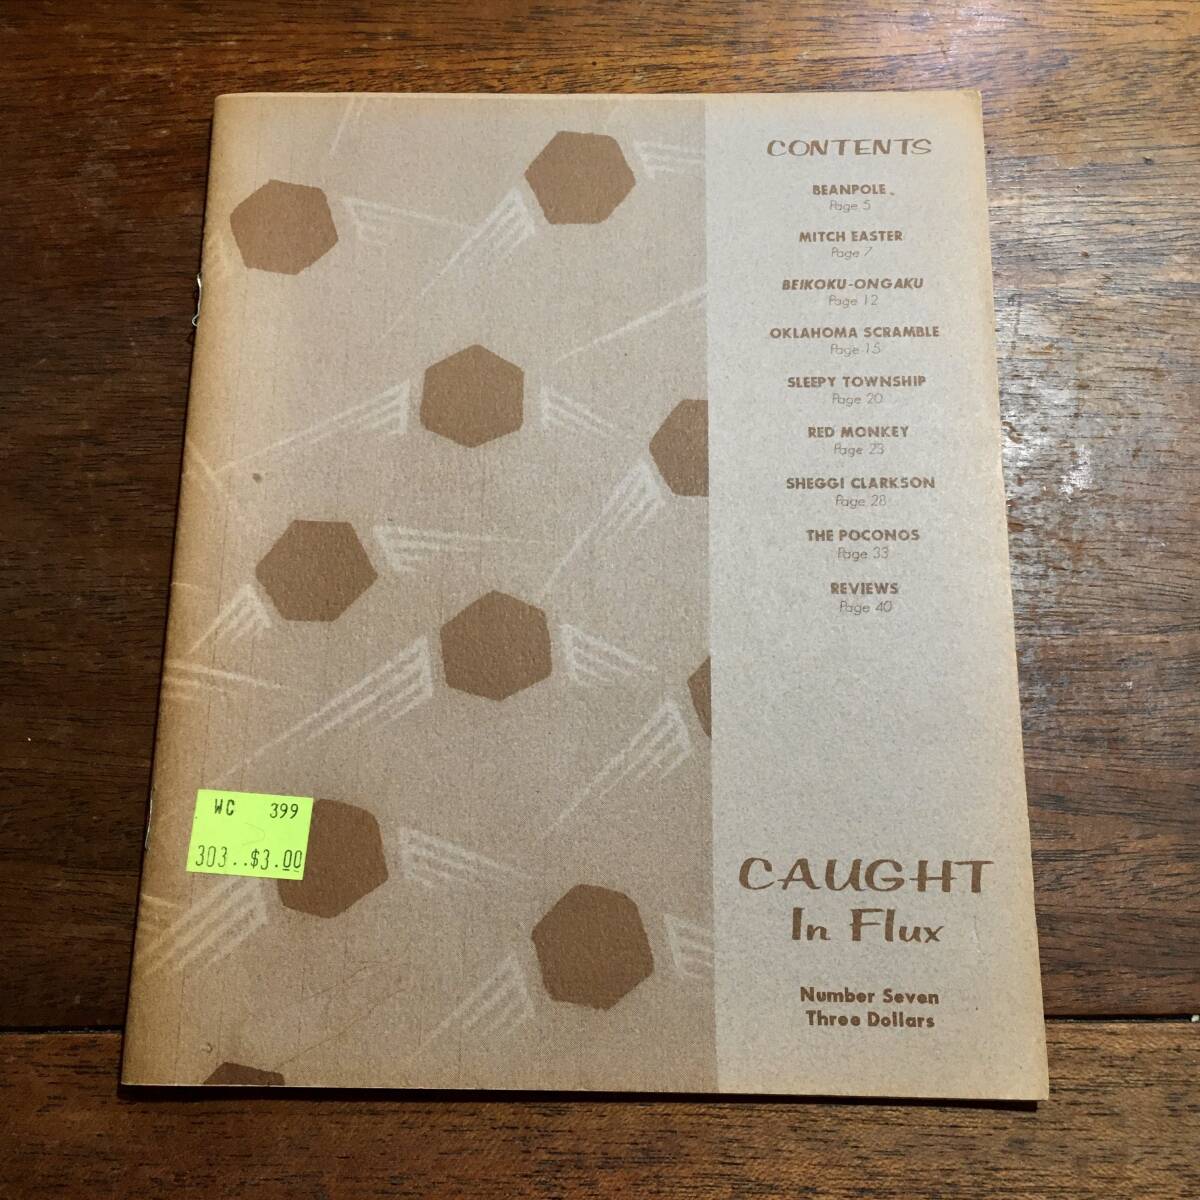 CONTENTS
BEANPOLE
Page 5
MITCH EASTER
Page 7
BEIKOKU-ONGAKU
Page 12
OKLAHOMA SCRAMBLE
Page 15
SLEEPY TOWNSHIP
Page 20
RED MONKEY
Page 23
SHEGGI CLARKSON
Page 28
THE POCONOS
Page 33
REVIEWS
Page 40
CAUGHT
In Flux
Number Seven
Three Dollars
WC 399
303..$3.00